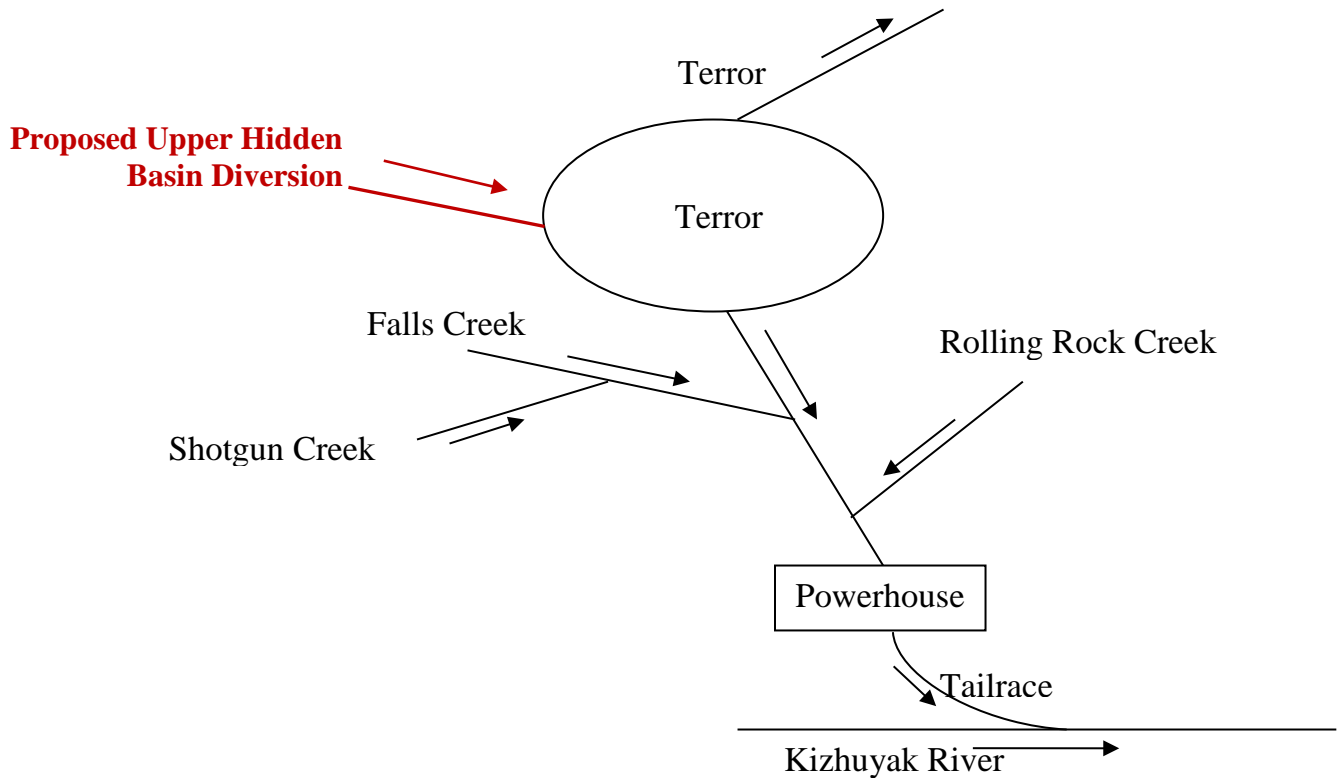 Terror
Proposed Upper Hidden
Basin Diversion
Terror
Falls Creek
Rolling Rock Creek
Shotgun Creek
Powerhouse
Tailrace
Kizhuyak River